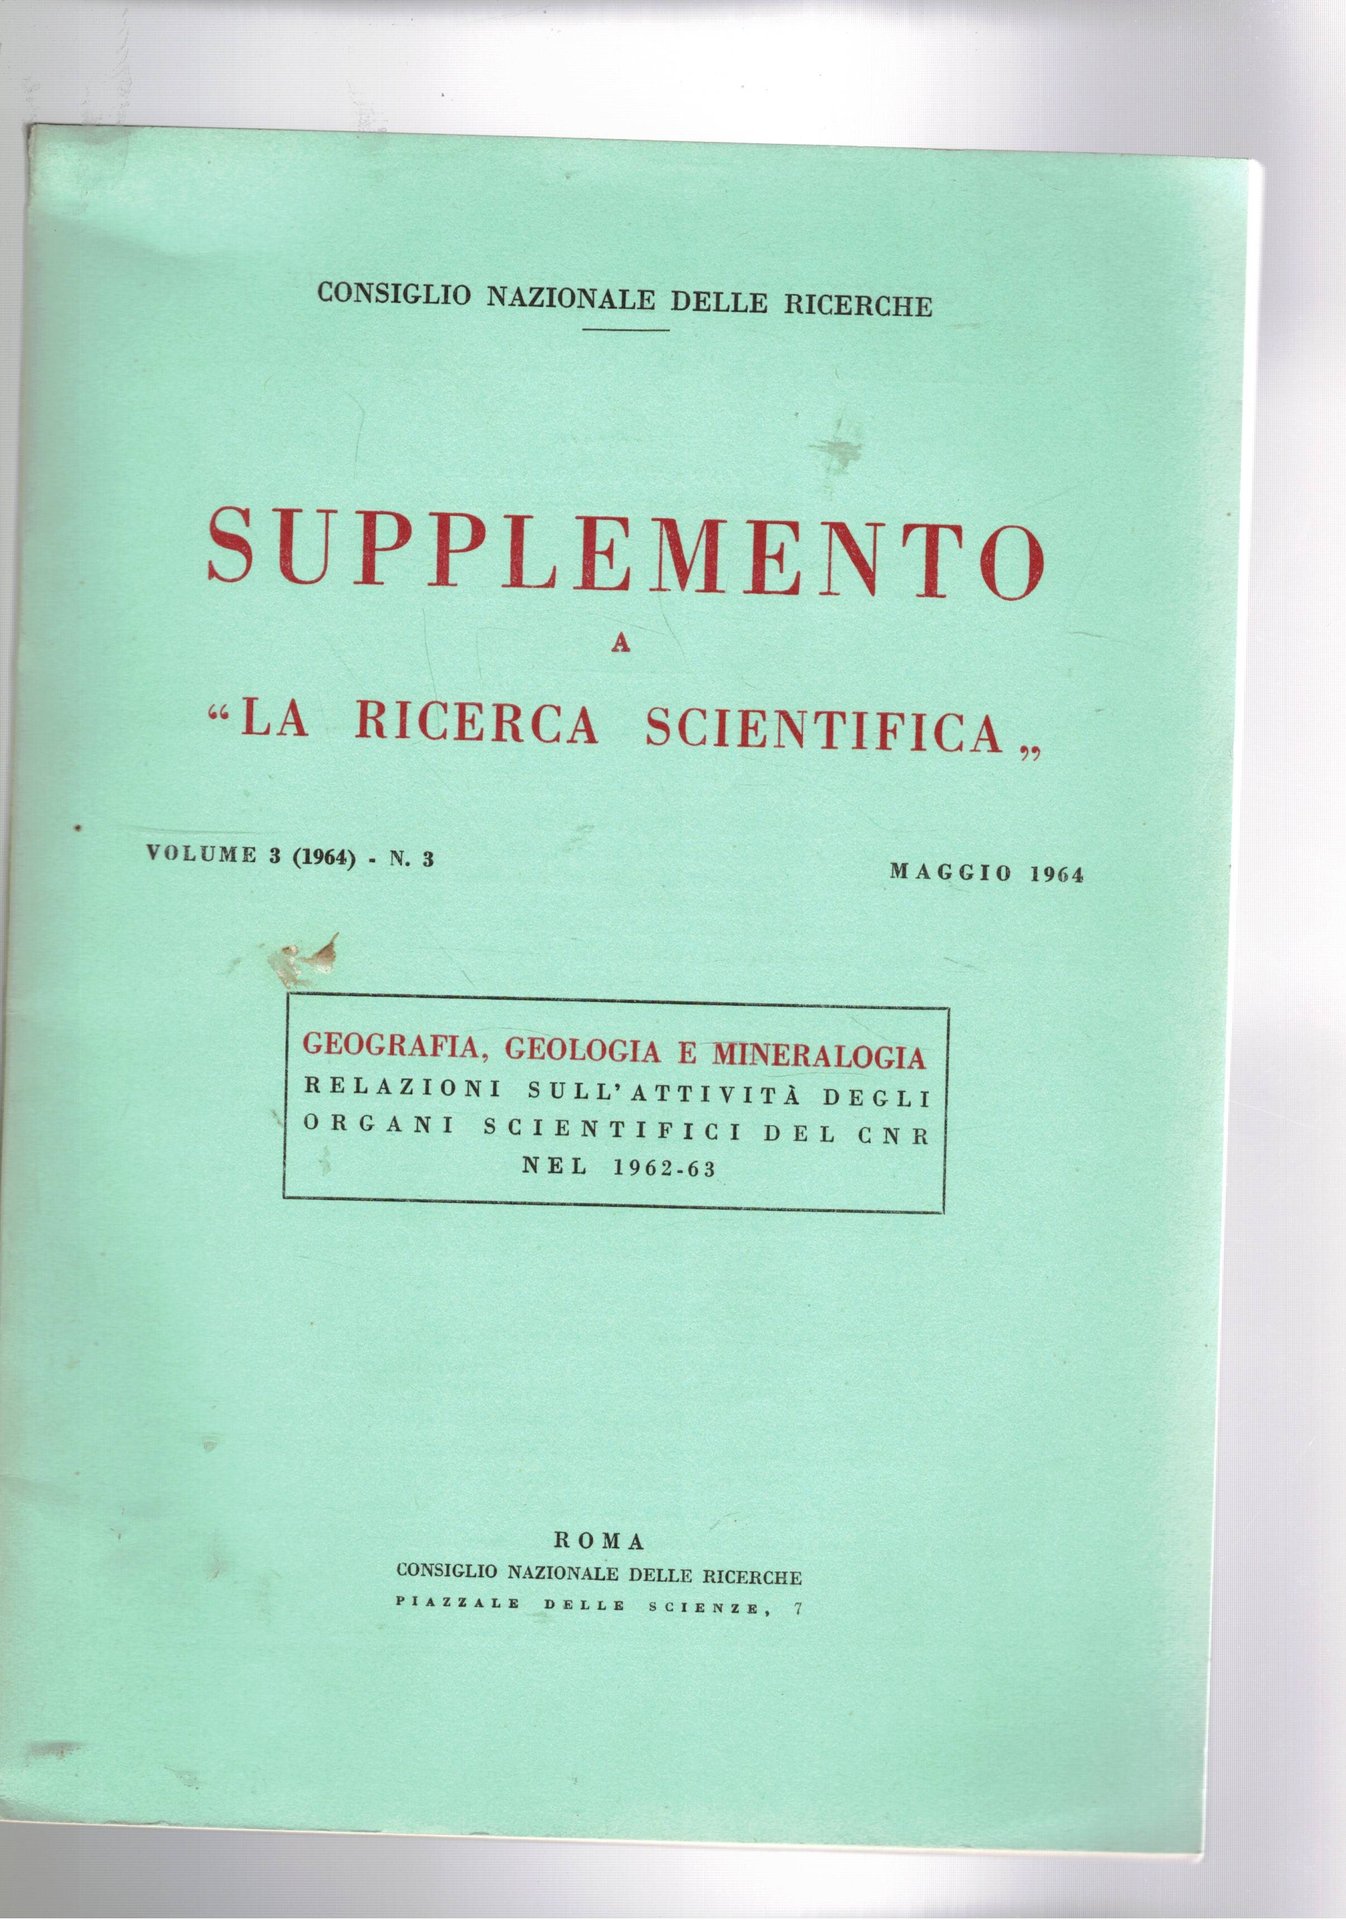 CONSIGLIO NAZIONALE DELLE RICERCHE
SUPPLEMENTO
A
“LA RICERCA SCIENTIFICA„
VOLUME 3 (1964) - N. 3
MAGGIO 1964
GEOGRAFIA, GEOLOGIA E MINERALOGIA
RELAZIONI SULL'ATTIVITÀ DEGLI
ORGANI SCIENTIFICI DEL CNR
NEL 1962-63
ROMA
CONSIGLIO NAZIONALE DELLE RICERCHE
PIAZZALE DELLE SCIENZE, 7